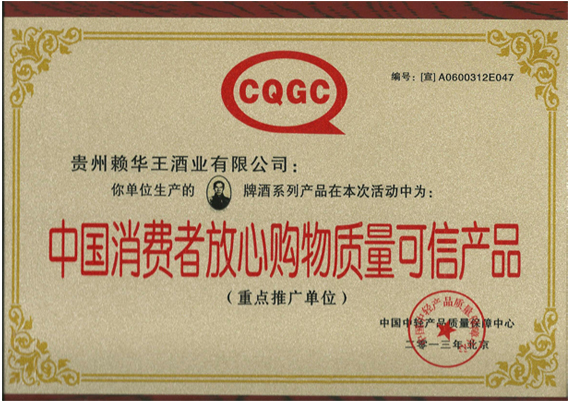 CQGC
编号：[宣] A0600312E047
贵州赖华王酒业有限公司：
你单位生产的 牌酒系列产品在本次活动中为：
中国消费者放心购物质量可信产品
（重点推广单位）
中国中轻产品质量保障中心
二零一三年北京